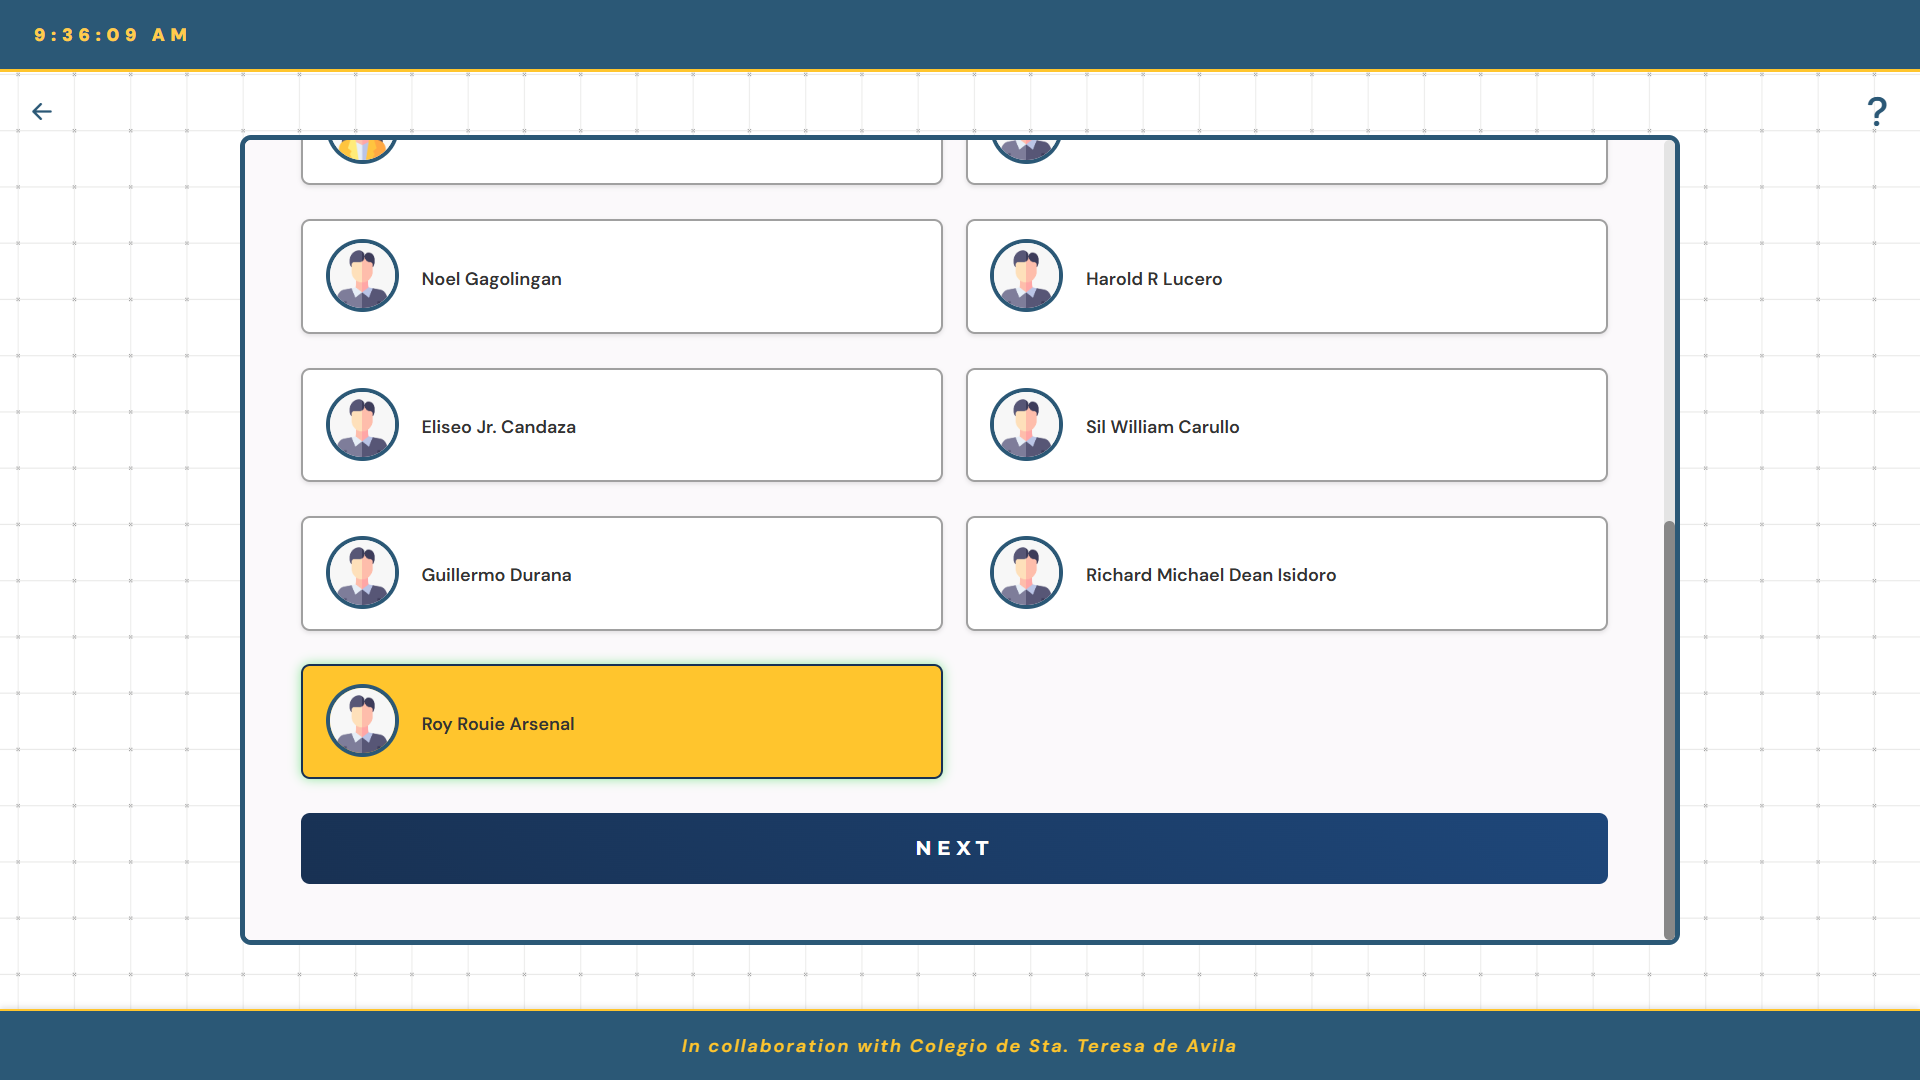 9:36:09 AM
?
Noel Gagolingan
Harold R Lucero
Eliseo Jr. Candaza
Sil William Carullo
Guillermo Durana
Richard Michael Dean Isidoro
Roy Rouie Arsenal
NEXT
In collaboration with Colegio de Sta. Teresa de Avila